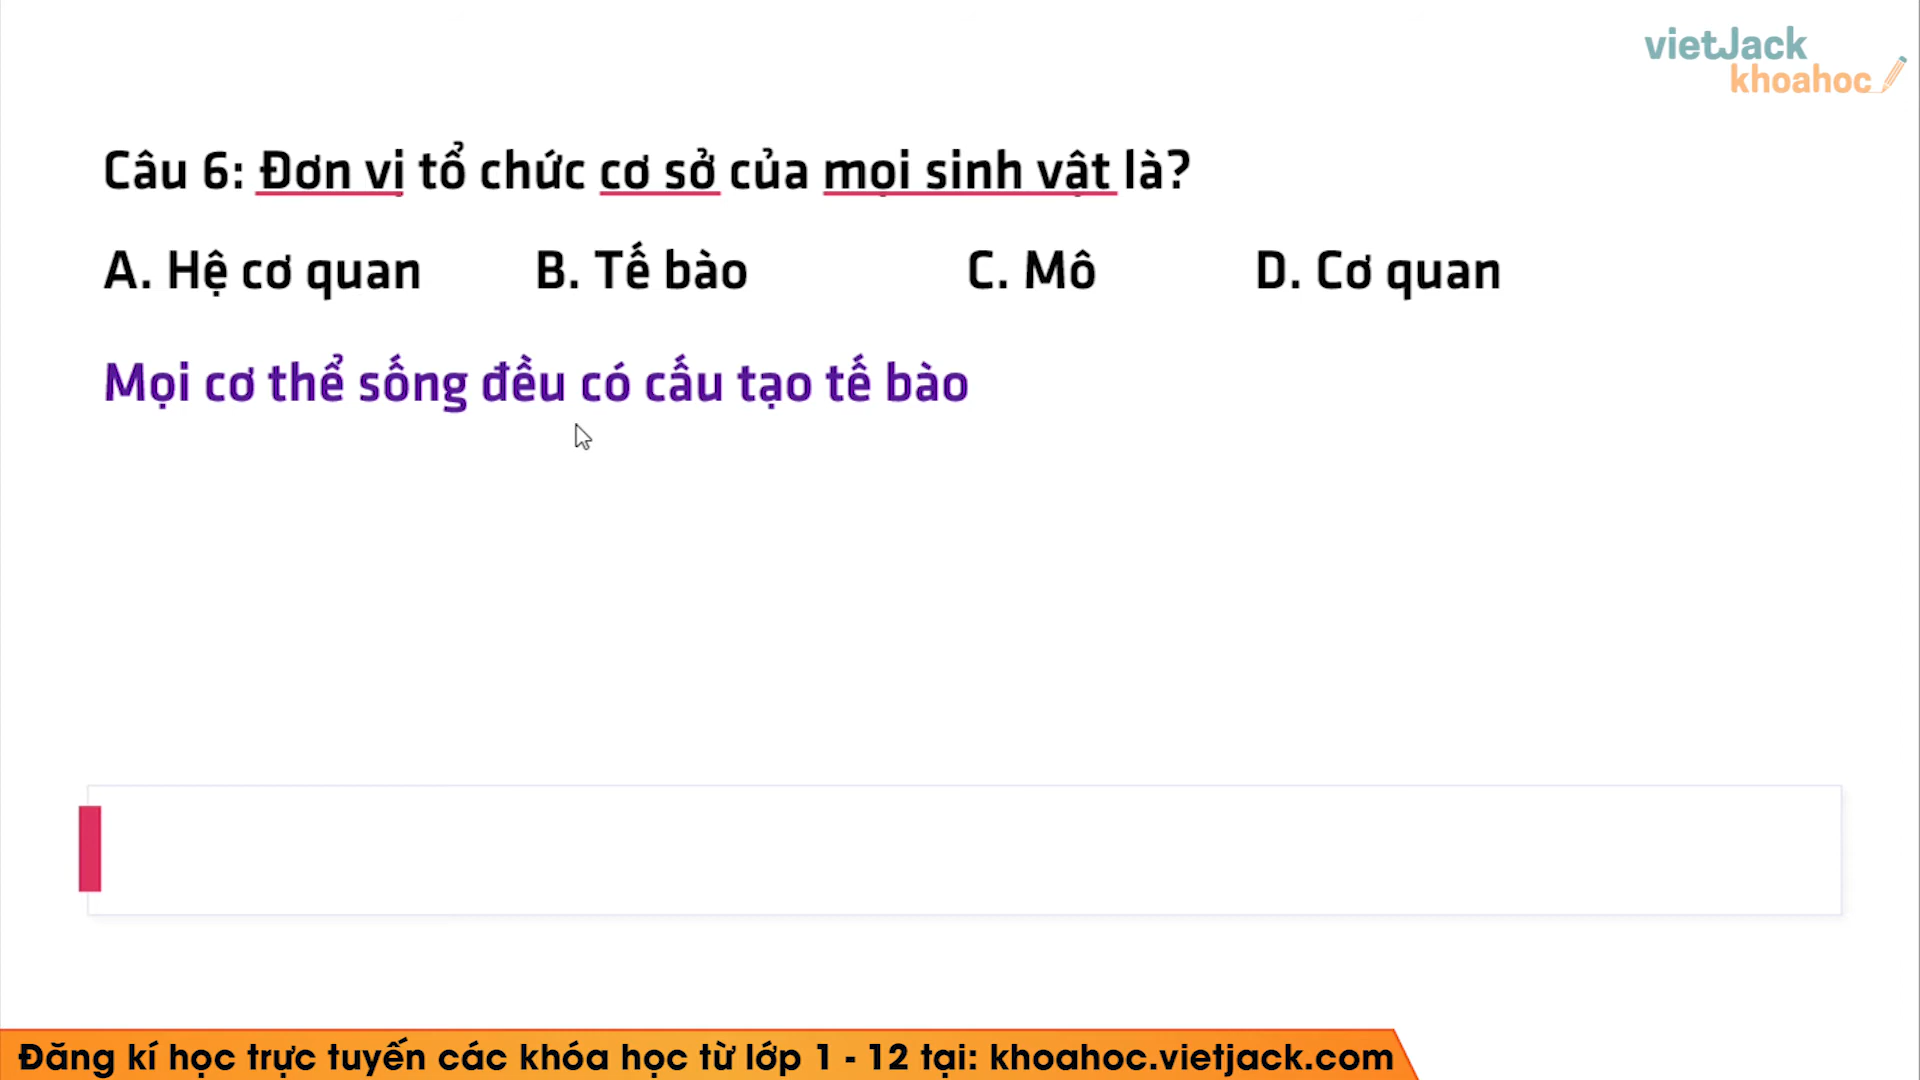 vietJack
khoahoc
Câu 6: Đơn vị tổ chức cơ sở của mọi sinh vật là?
A. Hệ cơ quan B. Tế bào C. Mô D. Cơ quan
Mọi cơ thể sống đều có cấu tạo tế bào
Đăng kí học trực tuyến các khóa học từ lớp 1 - 12 tại: khoahoc.vietjack.com